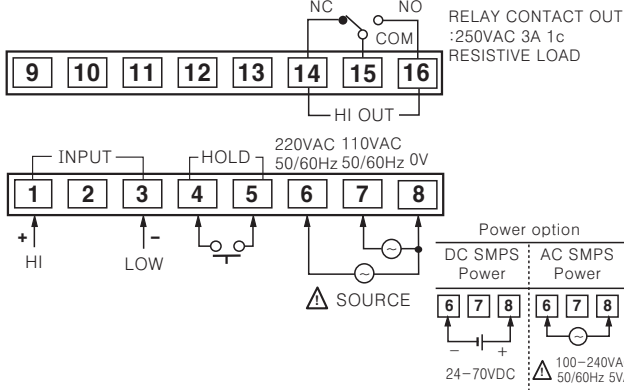 NC NO
COM
RELAY CONTACT OUT
:250VAC 3A 1c
RESISTIVE LOAD
9 10 11 12 13 14 15 16
HI OUT
INPUT HOLD
220VAC 110VAC
50/60Hz 50/60Hz 0V
1 2 3 4 5 6 7 8
+ −
HI LOW
SOURCE
Power option
DC SMPS Power
AC SMPS Power
6 7 8 6 7 8
− +
24-70VDC
100-240VA
50/60Hz 5V